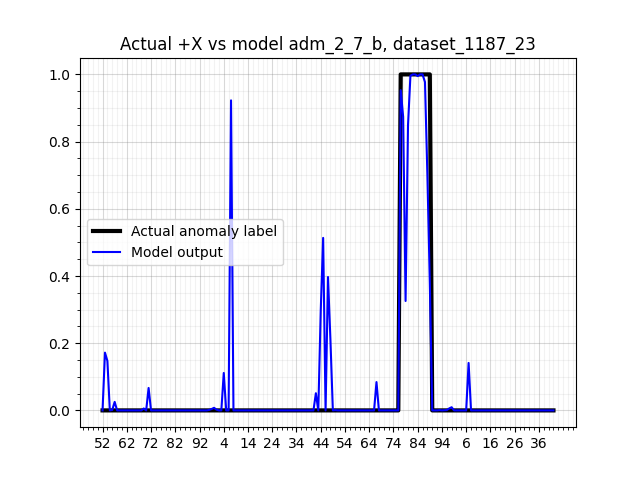 Actual +X vs model adm_2_7_b, dataset_1187_23
1.0
0.8
0.6
0.4
0.2
0.0
Actual anomaly label
Model output
52 62 72 82 92 4 14 24 34 44 54 64 74 84 94 6 16 26 36